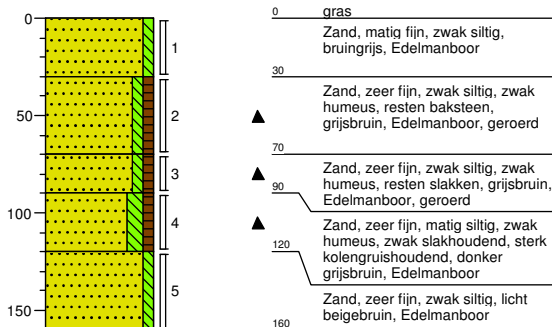 0
50
100
150
1
2
3
4
5
0
gras
Zand, matig fijn, zwak siltig,
bruingrijs, Edelmanboor
30
Zand, zeer fijn, zwak siltig, zwak
humeus, resten baksteen,
grijsbruin, Edelmanboor, geroerd
70
Zand, zeer fijn, zwak siltig, zwak
humeus, resten slakken, grijsbruin,
Edelmanboor, geroerd
90
Zand, zeer fijn, matig siltig, zwak
humeus, zwak slakhoudend, sterk
kolengruishoudend, donker
grijsbruin, Edelmanboor
120
Zand, zeer fijn, zwak siltig, licht
beigebruin, Edelmanboor
160